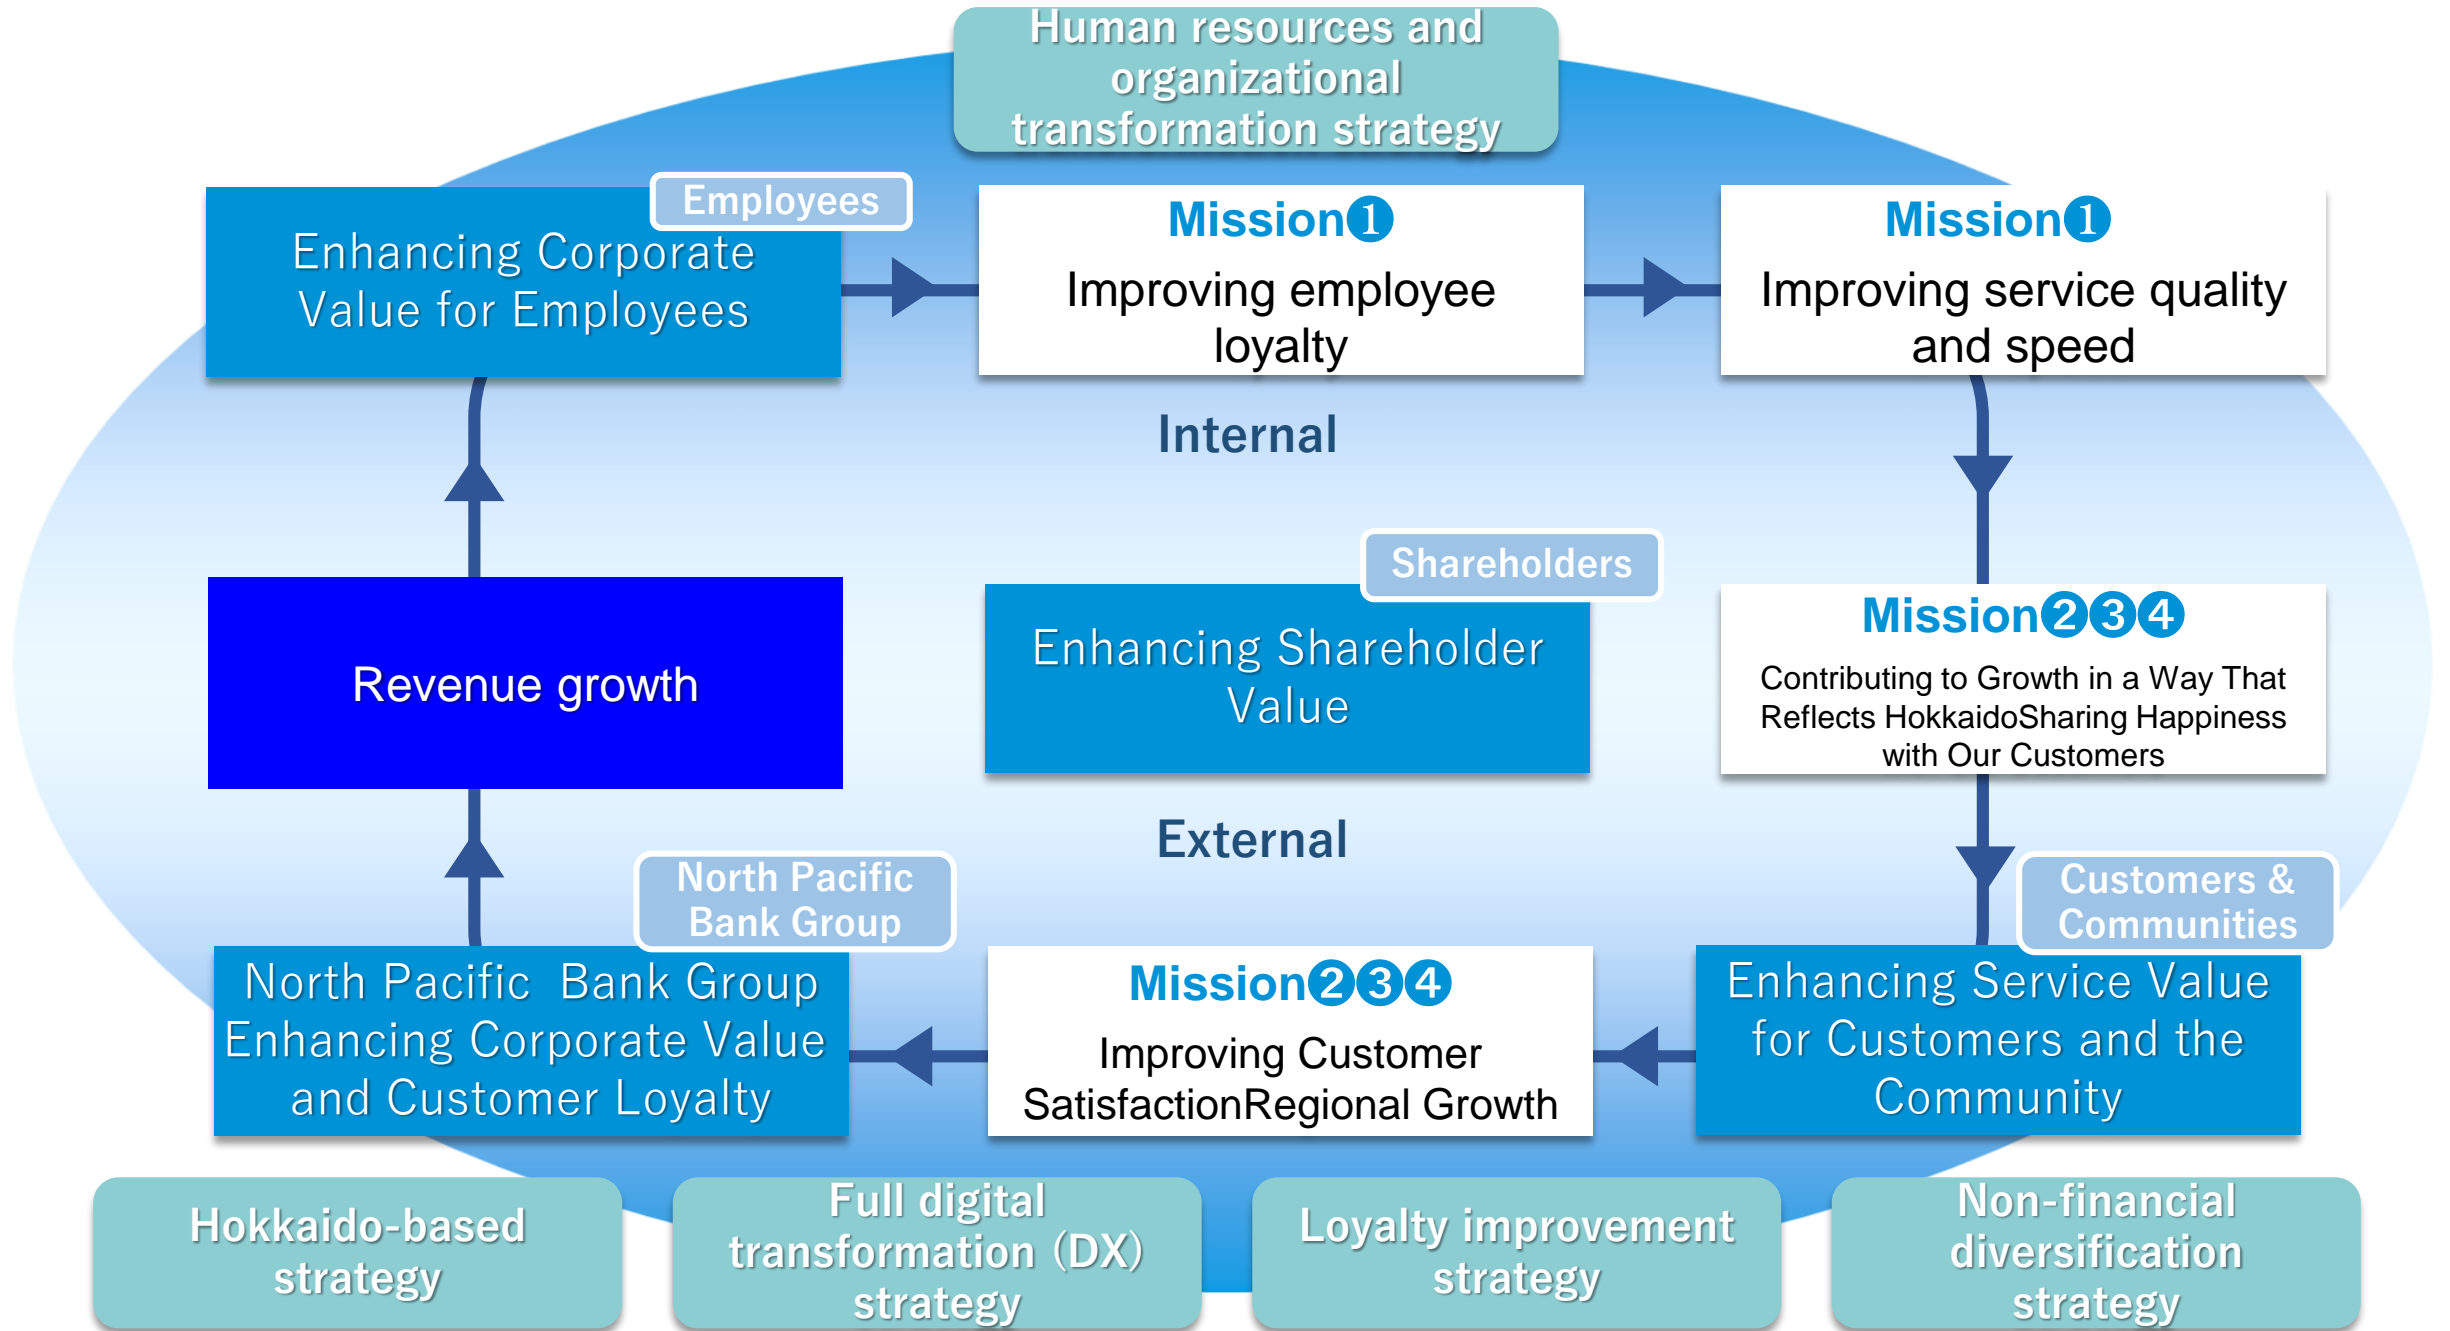 Human resources and
organizational
transformation strategy
Employees
Enhancing Corporate
Value for Employees
Mission❶
Improving employee
loyalty
Mission❶
Improving service quality
and speed
Internal
Revenue growth
Shareholders
Enhancing Shareholder
Value
Mission❷❸❹
Contributing to Growth in a Way That
Reflects HokkaidoSharing Happiness
with Our Customers
External
North Pacific
Bank Group
North Pacific Bank Group
Enhancing Corporate Value
and Customer Loyalty
Mission❷❸❹
Improving Customer
SatisfactionRegional Growth
Customers &
Communities
Enhancing Service Value
for Customers and the
Community
Hokkaido-based
strategy
Full digital
transformation (DX)
strategy
Loyalty improvement
strategy
Non-financial
diversification
strategy